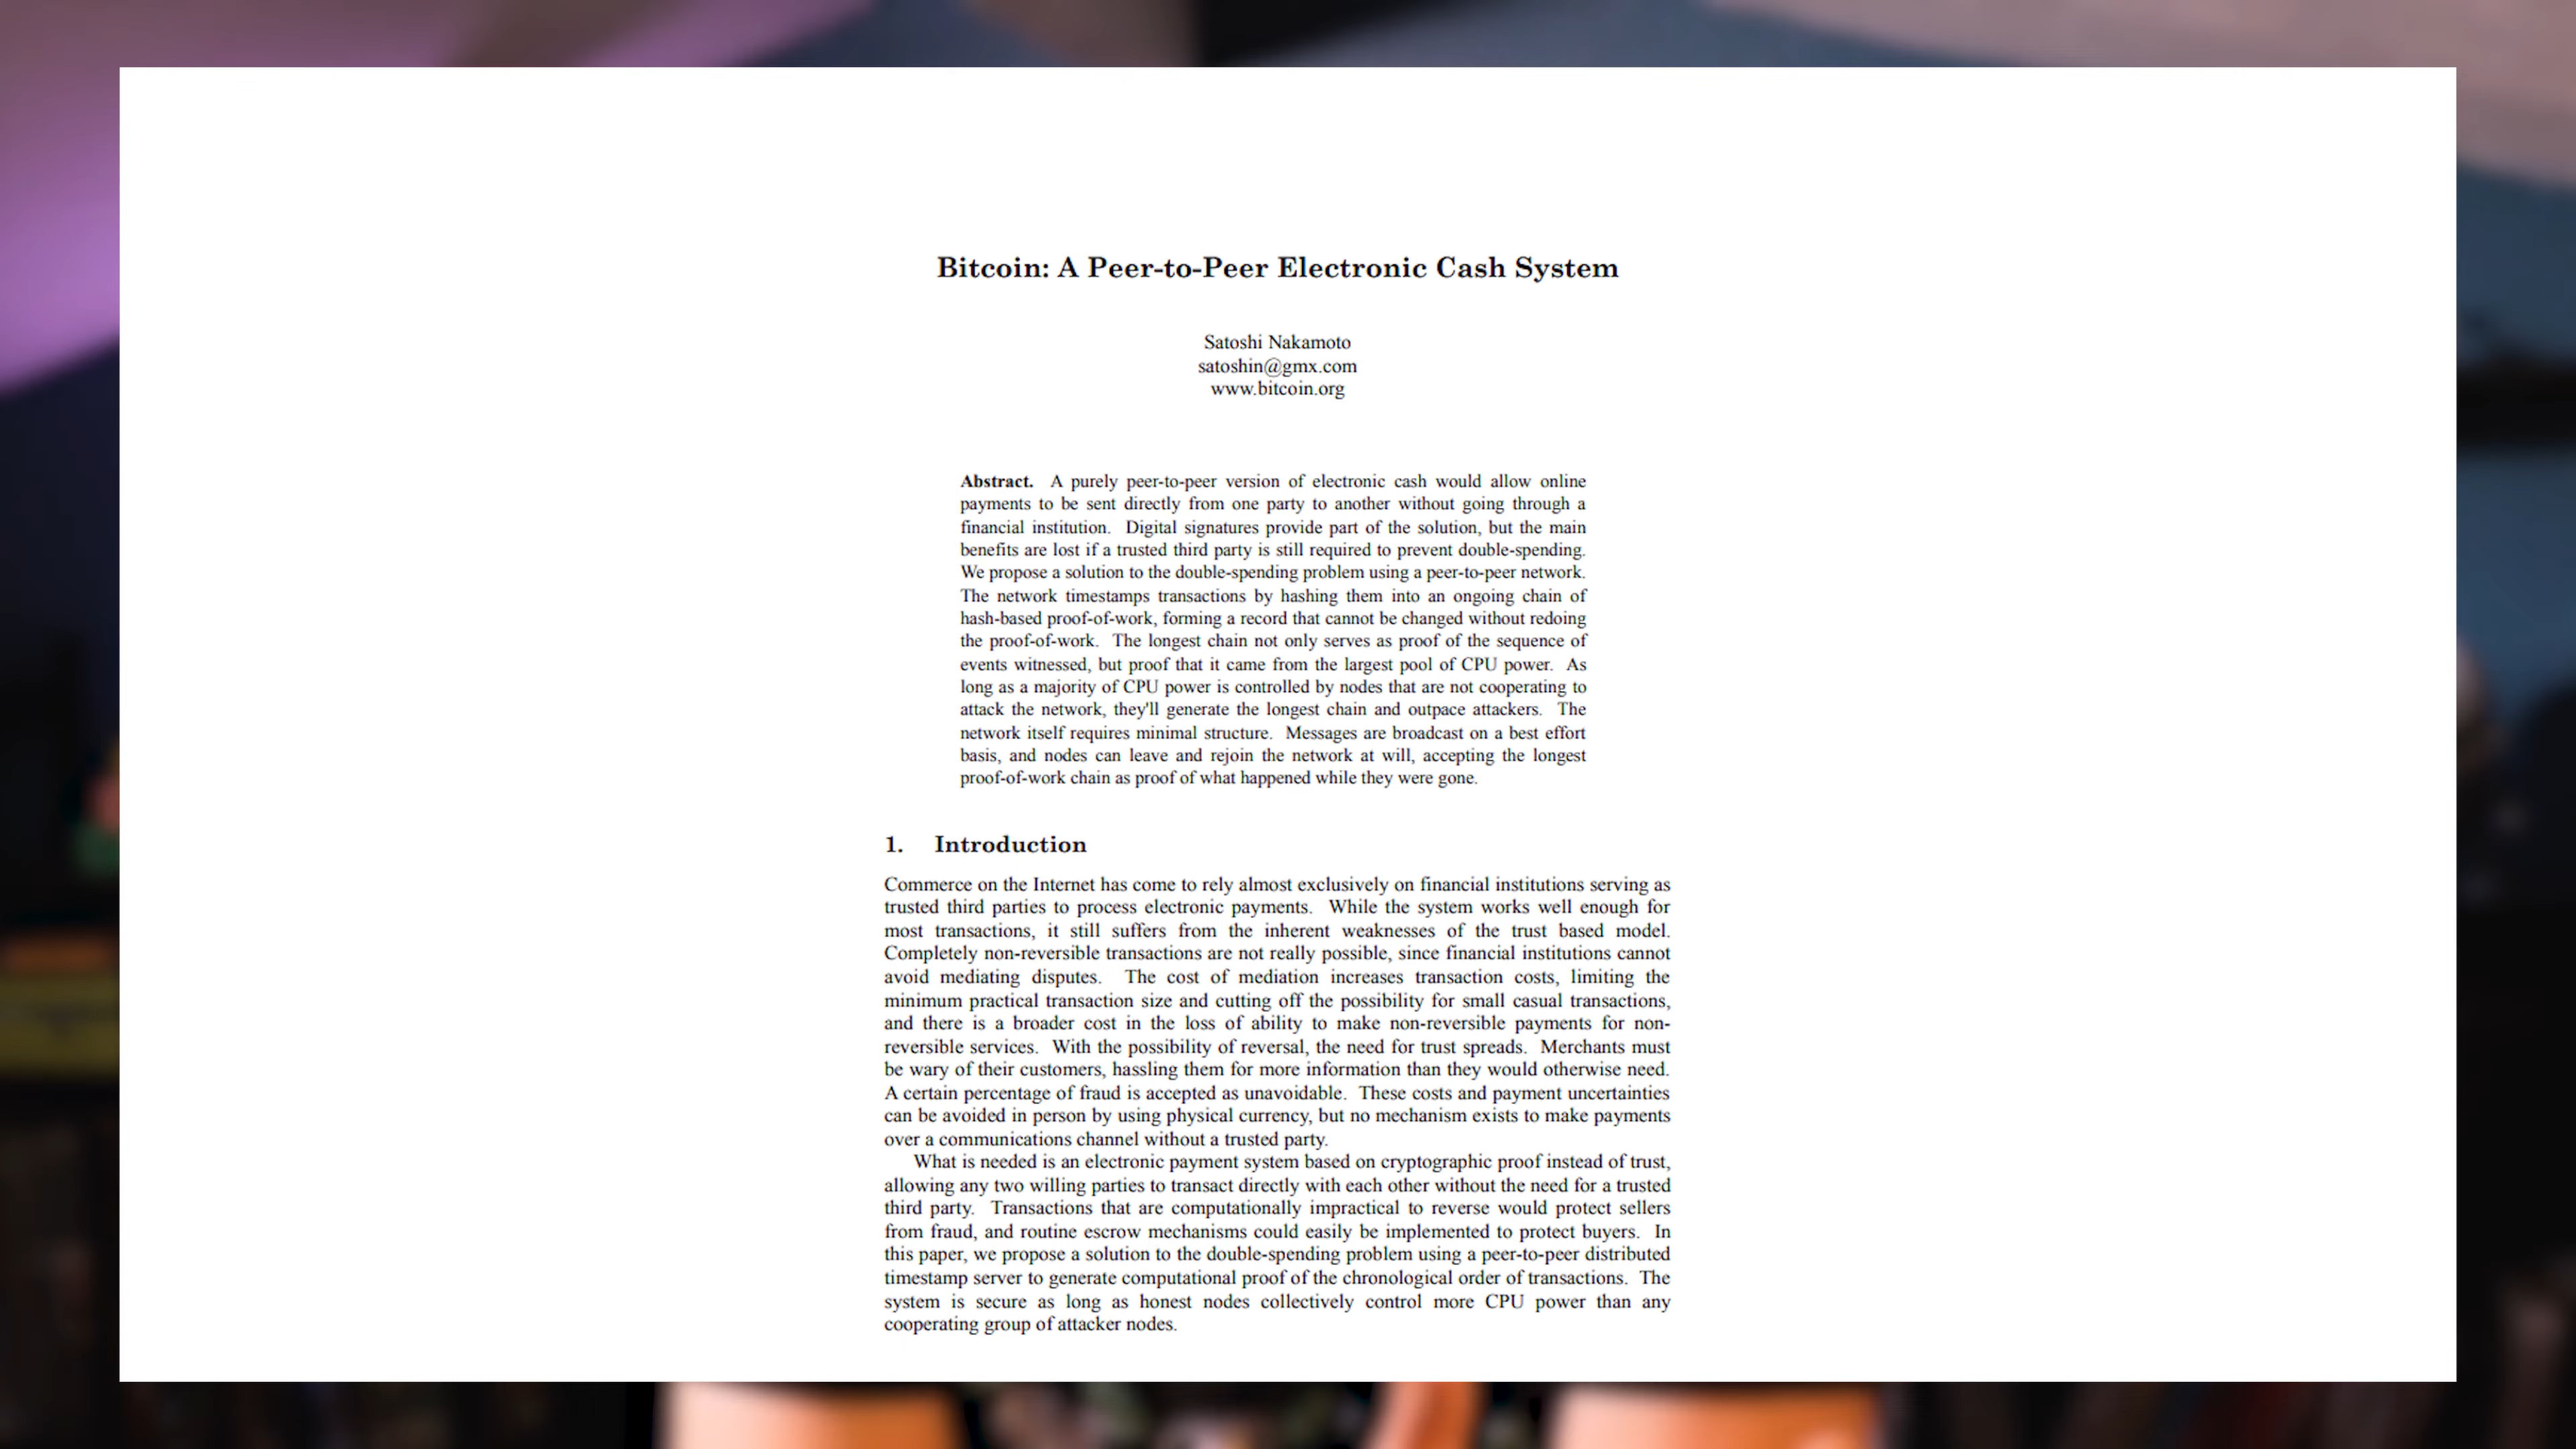 Bitcoin: A Peer-to-Peer Electronic Cash System
Satoshi Nakamoto
satoshin@gmx.com
www.bitcoin.org
Abstract. A purely peer-to-peer version of electronic cash would allow online
payments to be sent directly from one party to another without going through a
financial institution. Digital signatures provide part of the solution, but the main
benefits are lost if a trusted third party is still required to prevent double-spending.
We propose a solution to the double-spending problem using a peer-to-peer network.
The network timestamps transactions by hashing them into an ongoing chain of
hash-based proof-of-work, forming a record that cannot be changed without redoing
the proof-of-work. The longest chain not only serves as proof of the sequence of
events witnessed, but proof that it came from the largest pool of CPU power. As
long as a majority of CPU power is controlled by nodes that are not cooperating to
attack the network, they'll generate the longest chain and outpace attackers. The
network itself requires minimal structure. Messages are broadcast on a best effort
basis, and nodes can leave and rejoin the network at will, accepting the longest
proof-of-work chain as proof of what happened while they were gone.
1. Introduction
Commerce on the Internet has come to rely almost exclusively on financial institutions serving as
trusted third parties to process electronic payments. While the system works well enough for
most transactions, it still suffers from the inherent weaknesses of the trust based model.
Completely non-reversible transactions are not really possible, since financial institutions cannot
avoid mediating disputes. The cost of mediation increases transaction costs, limiting the
minimum practical transaction size and cutting off the possibility for small casual transactions,
and there is a broader cost in the loss of ability to make non-reversible payments for non-
reversible services. With the possibility of reversal, the need for trust spreads. Merchants must
be wary of their customers, hassling them for more information than they would otherwise need.
A certain percentage of fraud is accepted as unavoidable. These costs and payment uncertainties
can be avoided in person by using physical currency, but no mechanism exists to make payments
over a communications channel without a trusted party.
What is needed is an electronic payment system based on cryptographic proof instead of trust,
allowing any two willing parties to transact directly with each other without the need for a trusted
third party. Transactions that are computationally impractical to reverse would protect sellers
from fraud, and routine escrow mechanisms could easily be implemented to protect buyers. In
this paper, we propose a solution to the double-spending problem using a peer-to-peer distributed
timestamp server to generate computational proof of the chronological order of transactions. The
system is secure as long as honest nodes collectively control more CPU power than any
cooperating group of attacker nodes.